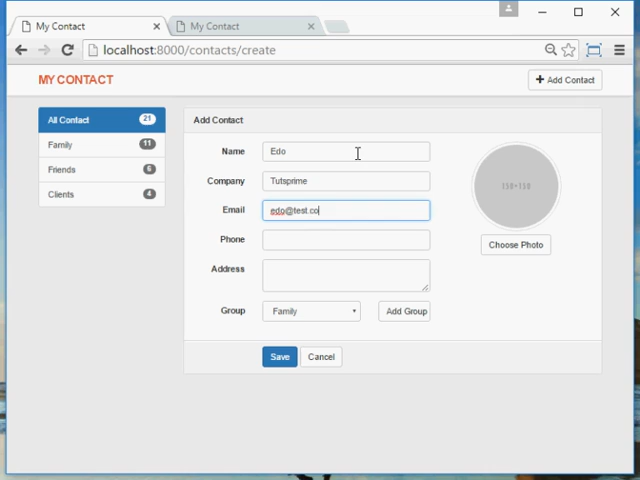 My Contact
My Contact
localhost:8000/contacts/create
MY CONTACT
+ Add Contact
All Contact 21
Family 11
Friends 6
Clients 4
Add Contact
Name Edo
Company Tutsprime
Email edo@test.co
Phone
Address
Group Family Add Group
150×150
Choose Photo
Save Cancel